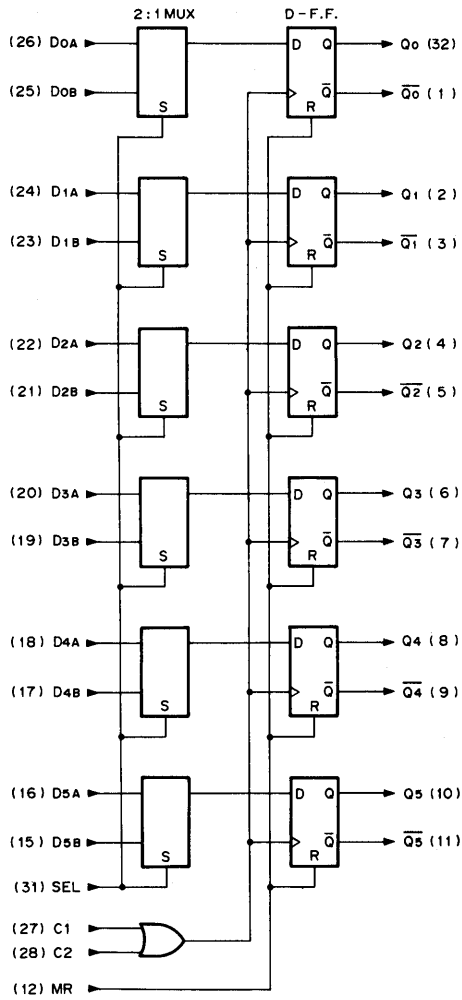 2:1 MUX D-F.F.
(26) D0A D Q Q0 (32)
(25) D0B S R Q̅ Q̅0̅ (1)
(24) D1A D Q Q1 (2)
(23) D1B S R Q̅ Q̅1̅ (3)
(22) D2A D Q Q2 (4)
(21) D2B S R Q̅ Q̅2̅ (5)
(20) D3A D Q Q3 (6)
(19) D3B S R Q̅ Q̅3̅ (7)
(18) D4A D Q Q4 (8)
(17) D4B S R Q̅ Q̅4̅ (9)
(16) D5A D Q Q5 (10)
(15) D5B S R Q̅ Q̅5̅ (11)
(31) SEL
(27) C1
(28) C2
(12) MR